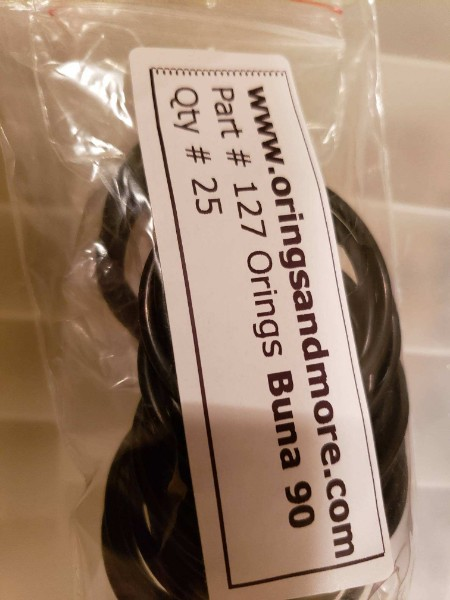 www.oringsandmore.com
Part # 127 Orings Buna 90
Qty # 25